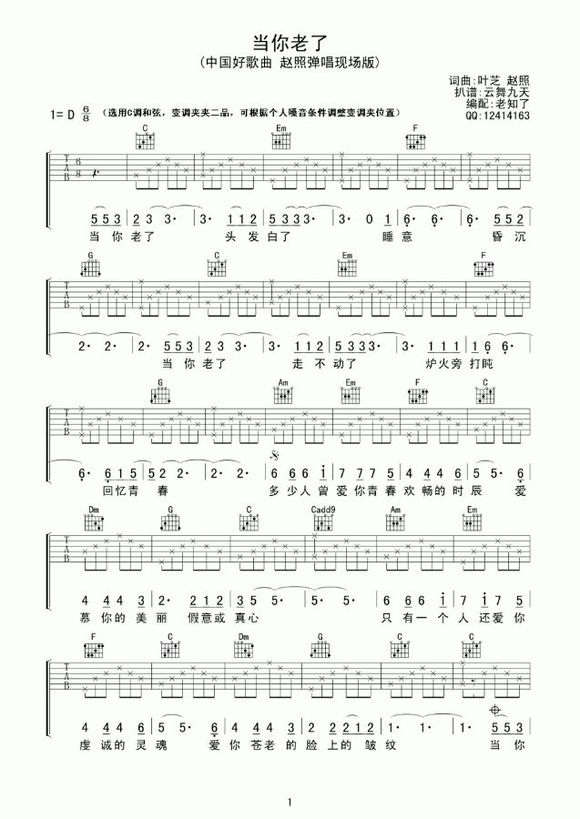 当你老了
(中国好歌曲 赵照弹唱现场版)
词曲:叶芝 赵照
扒谱:云舞九天
编配:老知了
QQ:12414163
1= D 6/8 (选用C调和弦, 变调夹夹二品, 可根据个人嗓音条件调整变调夹位置)
C Em F
T A B 6 8
5 5 3 2 3 3· 3· 1 1 2 5 3 3 3 3· 3 0 1 6· 6· 6· 5 5 2
当 你 老 了 头 发 白 了 睡 意 昏 沉
G C Em F
T A B
2· 2· 2· 5 5 3 2 3 3· 3· 1 1 2 5 3 3 3 3· 3· 1 1 1 6· 6·
当 你 老 了 走 不 动 了 炉 火 旁 打 盹
G Am Em F C
T A B
6· 6 1 5 5 2 2 2· 2· 6 6 6 1 7 7 7 5 4 4 4 6 5· 5 6
回 忆 青 春 多 少 人 曾 爱 你 青 春 欢 畅 的 时 辰 爱
Dm G C Cadd9
T A B
4 4 4 3 2· 2 1 2 3 5· 5· 5· 6 6 6 1 7 1 7 5
慕 你 的 美 丽 假 意 或 真 心 只 有 一 个 人 还 爱 你
F C Dm G C
T A B
4 4 4 6 5· 5 6 4 4 4 3 2 2 2 1 2 1· 1· 1· 5 5 3
虔 诚 的 灵 魂 爱 你 苍 老 的 脸 上 的 皱 纹 当 你
1